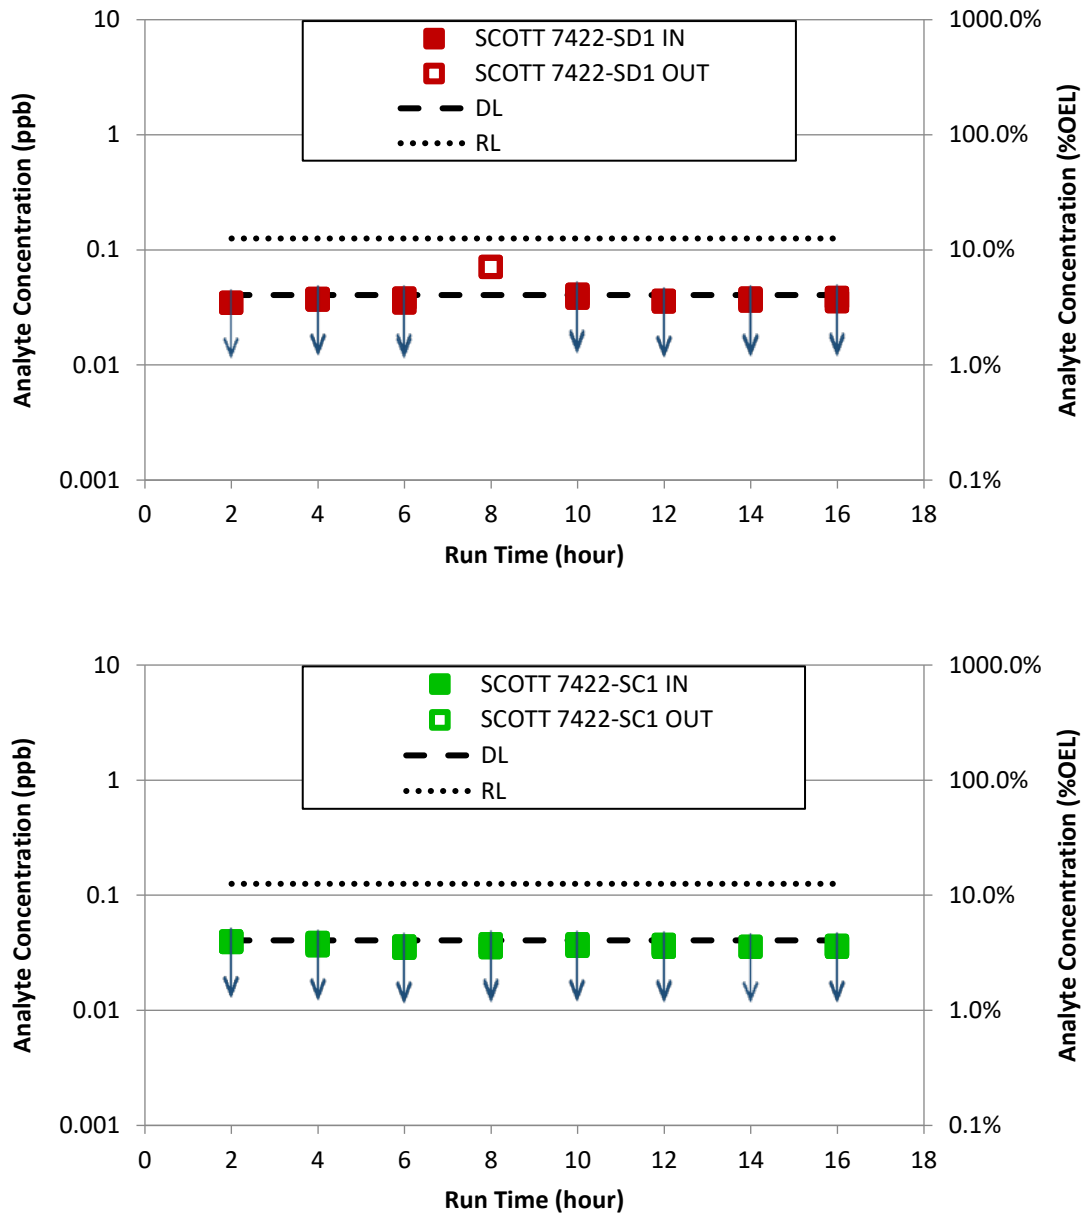 10
1
0.1
0.01
0.001
Analyte Concentration (ppb)
SCOTT 7422-SD1 IN
SCOTT 7422-SD1 OUT
DL
RL
1000.0%
100.0%
10.0%
1.0%
0.1%
Analyte Concentration (%OEL)
0 2 4 6 8 10 12 14 16 18
Run Time (hour)
10
1
0.1
0.01
0.001
Analyte Concentration (ppb)
SCOTT 7422-SC1 IN
SCOTT 7422-SC1 OUT
DL
RL
1000.0%
100.0%
10.0%
1.0%
0.1%
Analyte Concentration (%OEL)
0 2 4 6 8 10 12 14 16 18
Run Time (hour)